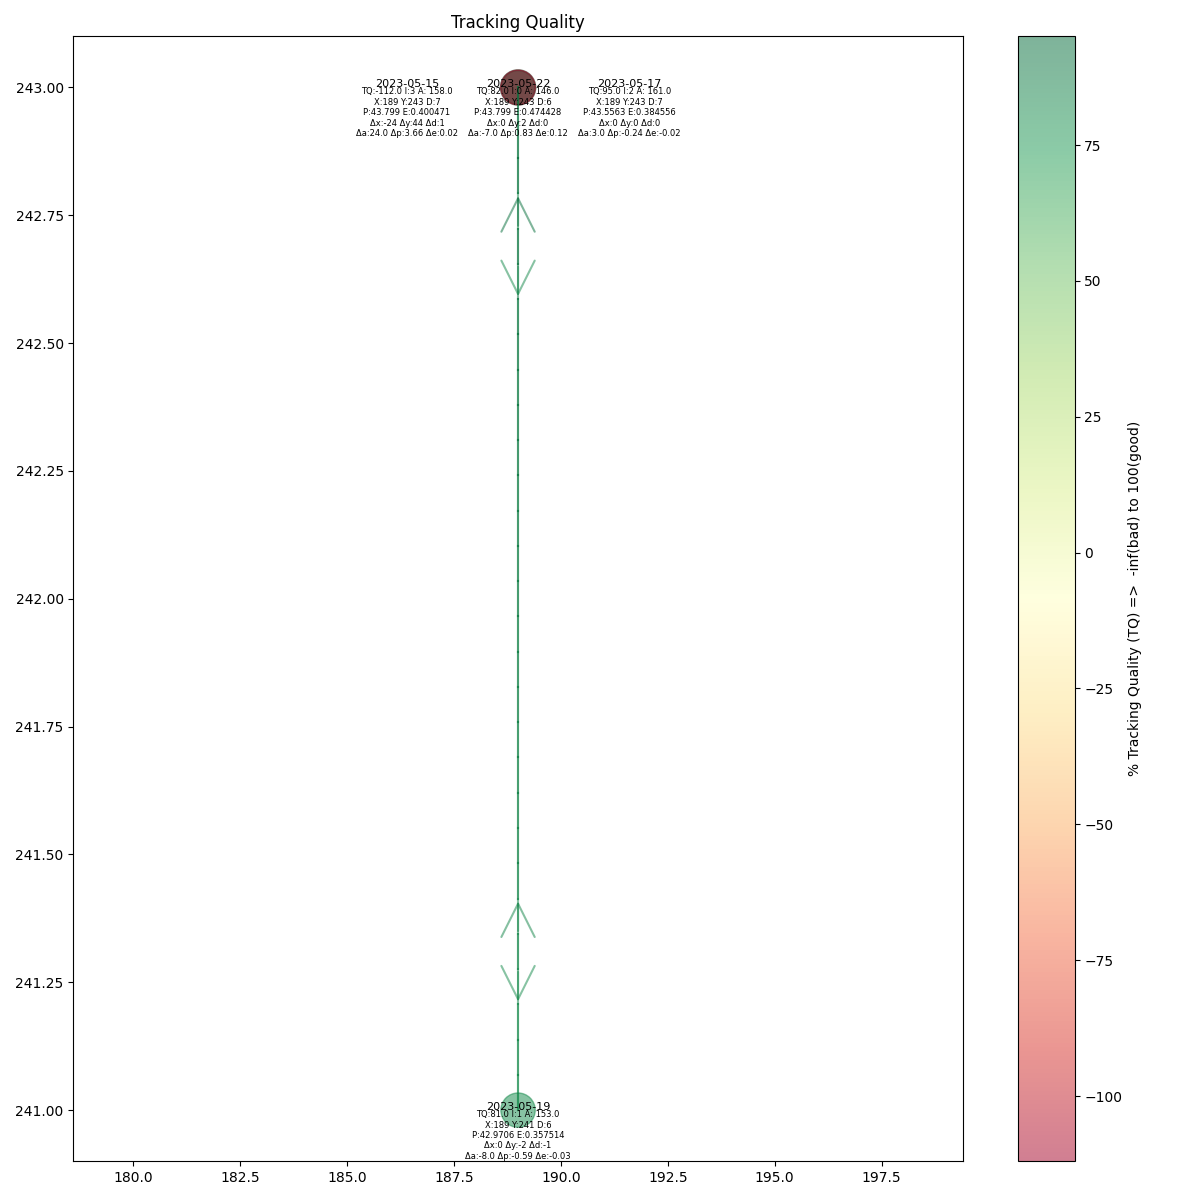 Tracking Quality
2023-05-15
TQ:-112.0 I:3 A: 158.0
X:189 Y:243 D:7
P:43.799 E:0.400471
Δx:-24 Δy:44 Δd:1
Δa:24.0 Δp:3.66 Δe:0.02
2023-05-22
TQ:82.0 I:0 A: 146.0
X:189 Y:243 D:6
P:43.799 E:0.474428
Δx:0 Δy:2 Δd:0
Δa:-7.0 Δp:0.83 Δe:0.12
2023-05-17
TQ:95.0 I:2 A: 161.0
X:189 Y:243 D:7
P:43.5563 E:0.384556
Δx:0 Δy:0 Δd:0
Δa:3.0 Δp:-0.24 Δe:-0.02
2023-05-19
TQ:81.0 I:1 A: 153.0
X:189 Y:241 D:6
P:42.9706 E:0.357514
Δx:0 Δy:-2 Δd:-1
Δa:-8.0 Δp:-0.59 Δe:-0.03
243.00
242.75
242.50
242.25
242.00
241.75
241.50
241.25
241.00
180.0 182.5 185.0 187.5 190.0 192.5 195.0 197.5
75
50
25
0
−25
−50
−75
−100
% Tracking Quality (TQ) => -inf(bad) to 100(good)